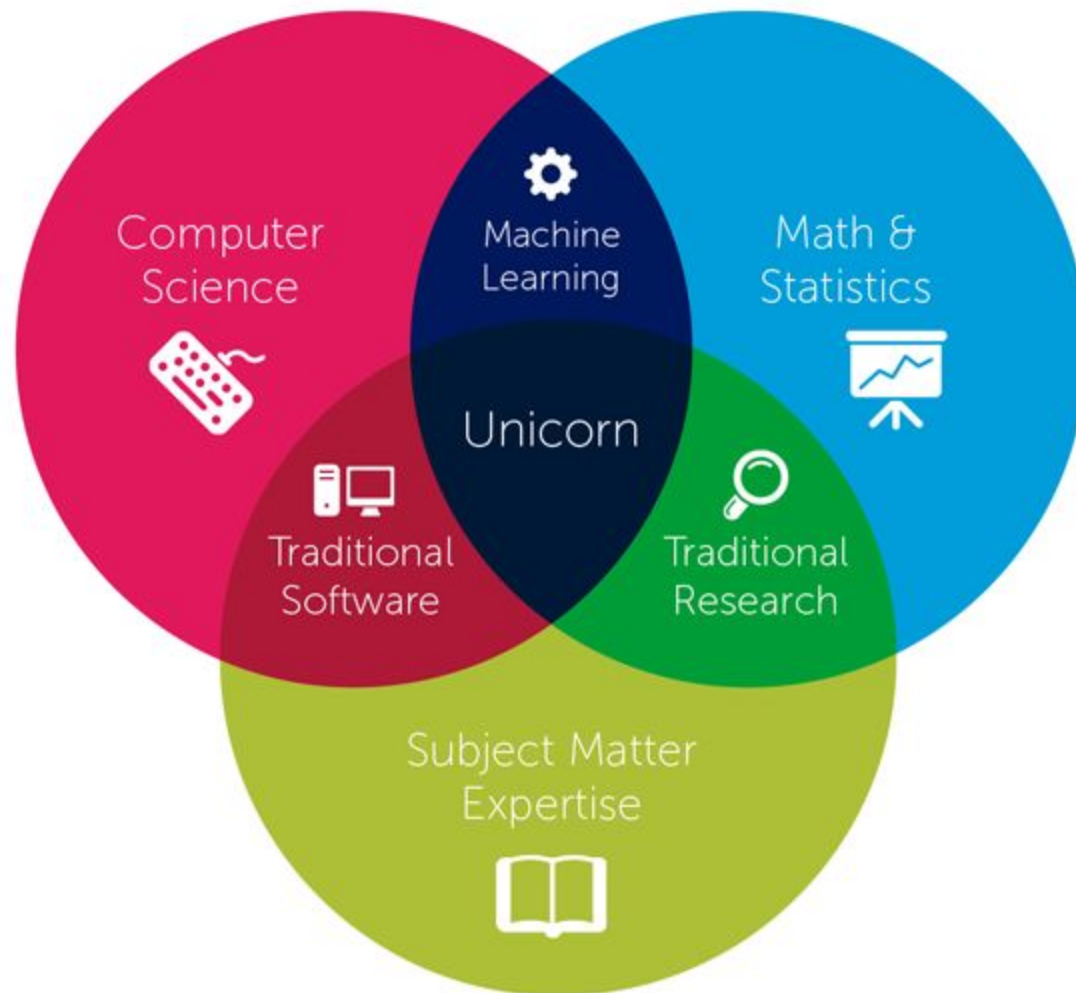 Computer
Science
Machine
Learning
Math &
Statistics
Unicorn
Traditional
Software
Traditional
Research
Subject Matter
Expertise